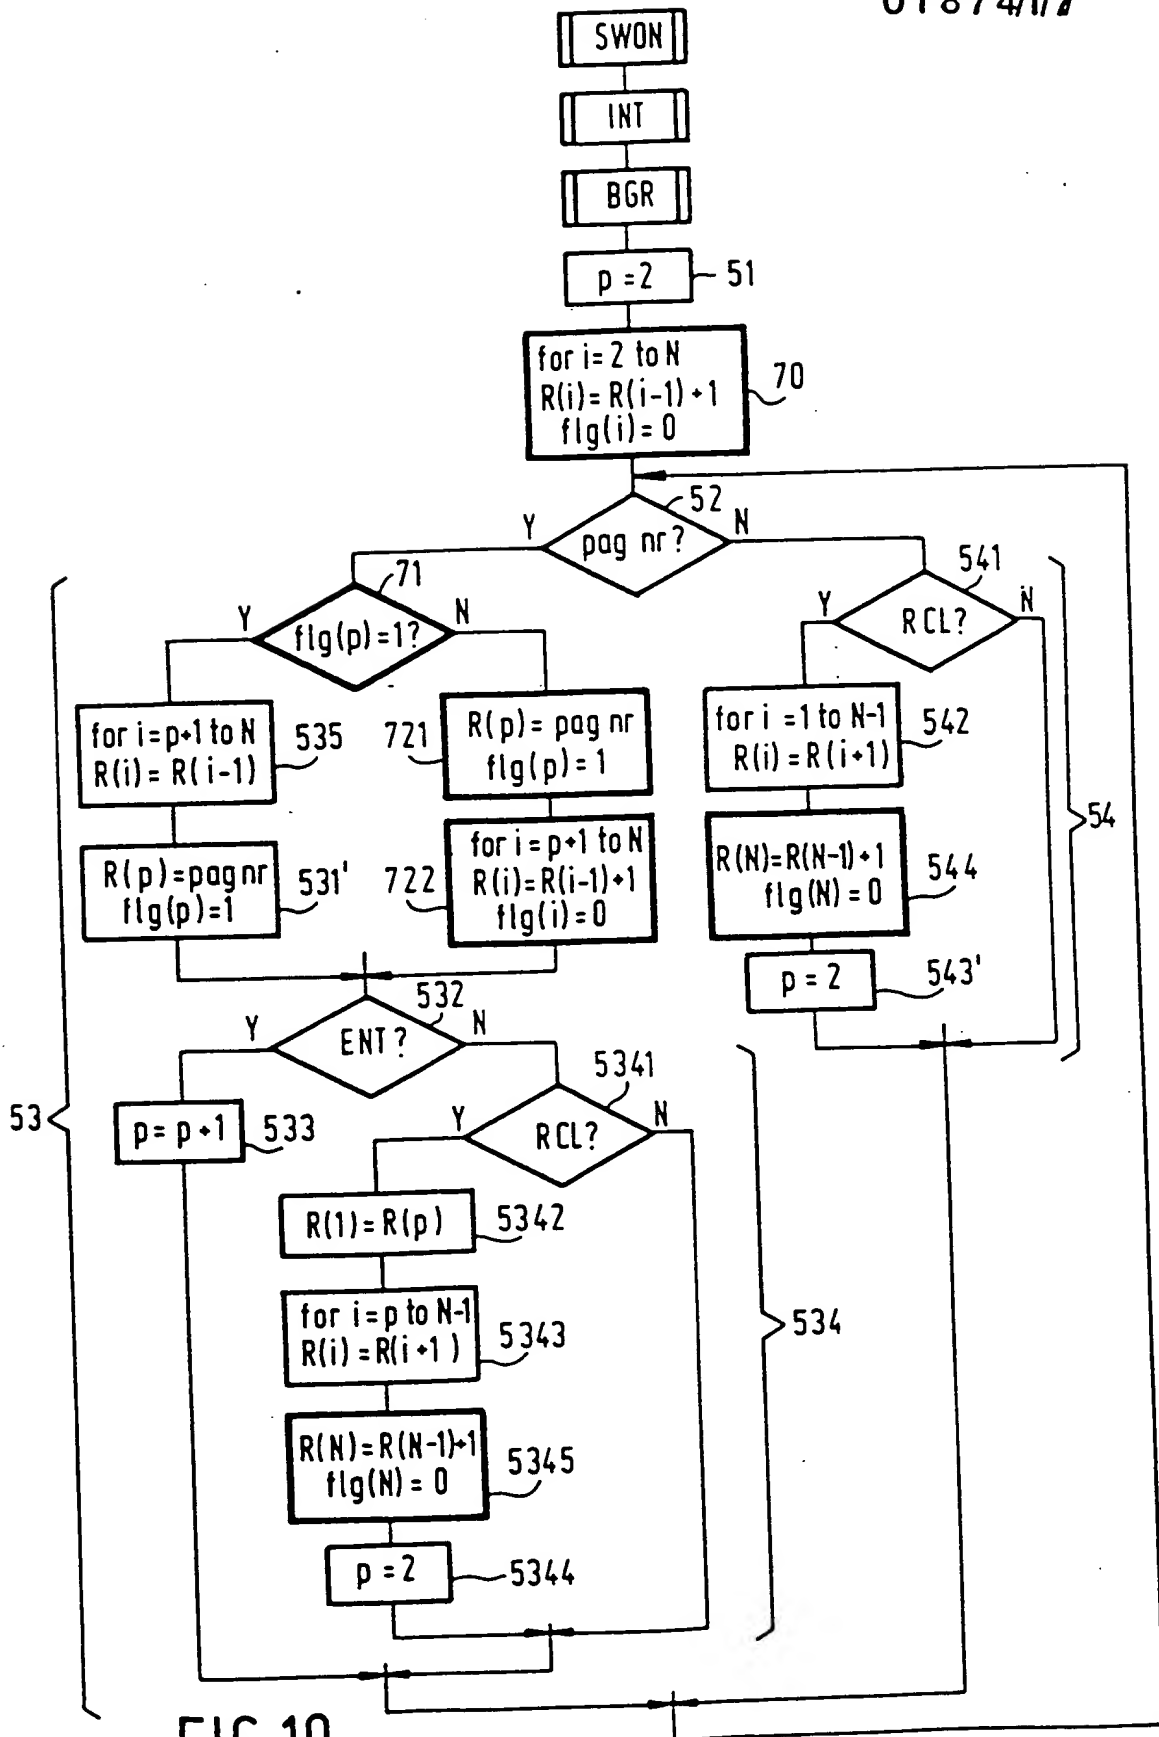 SWON
INT
BGR
p = 2
51
for i = 2 to N
R(i) = R(i-1) + 1
flg(i) = 0
70
52
Y
pag nr?
N
71
Y
flg(p) = 1?
N
541
Y
RCL?
N
for i = p+1 to N
R(i) = R(i-1)
535
721
R(p) = pag nr
flg(p) = 1
for i = 1 to N-1
R(i) = R(i+1)
542
54
R(p) = pag nr
flg(p) = 1
531'
722
for i = p+1 to N
R(i) = R(i-1)+1
flg(i) = 0
R(N) = R(N-1)+1
flg(N) = 0
544
p = 2
543'
532
Y
ENT?
N
5341
53
p = p+1
533
Y
RCL?
N
R(1) = R(p)
5342
for i = p to N-1
R(i) = R(i+1)
5343
534
R(N) = R(N-1)+1
flg(N) = 0
5345
p = 2
5344
FIG.10